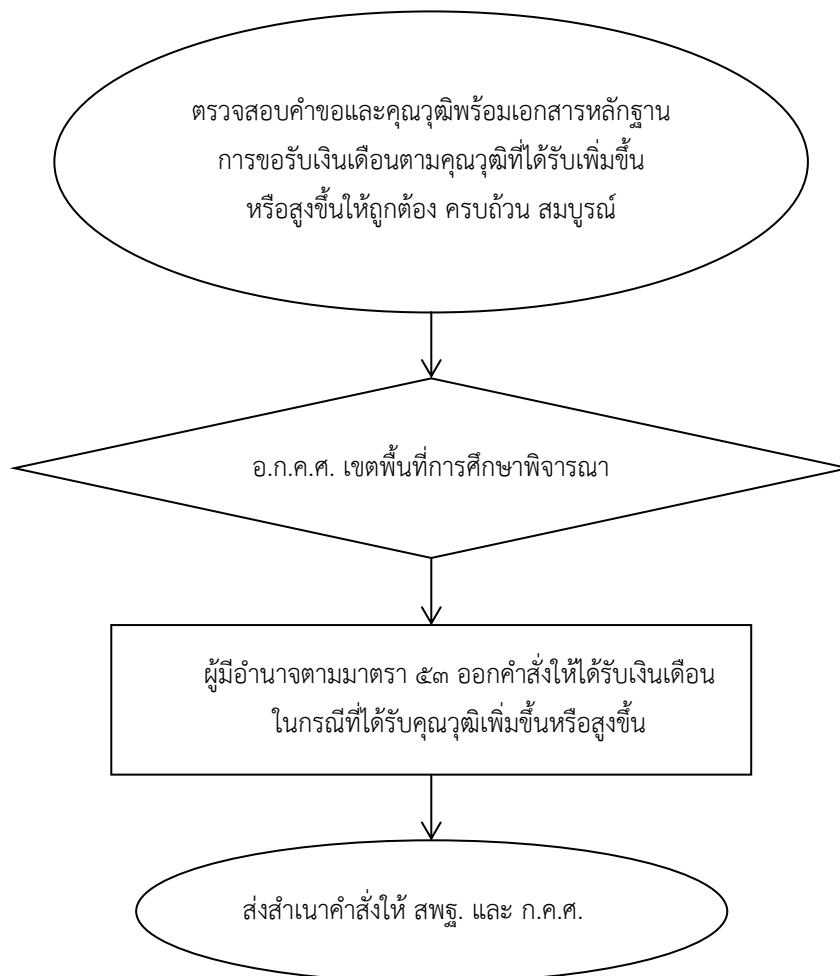 ตรวจสอบคำขอและคุณวุฒิพร้อมเอกสารหลักฐาน
การขอรับเงินเดือนตามคุณวุฒิที่ได้รับเพิ่มขึ้น
หรือสูงขึ้นให้ถูกต้อง ครบถ้วน สมบูรณ์
อ.ก.ค.ศ. เขตพื้นที่การศึกษาพิจารณา
ผู้มีอำนาจตามมาตรา ๕๓ ออกคำสั่งให้ได้รับเงินเดือน
ในกรณีที่ได้รับคุณวุฒิเพิ่มขึ้นหรือสูงขึ้น
ส่งสำเนาคำสั่งให้ สพฐ. และ ก.ค.ศ.